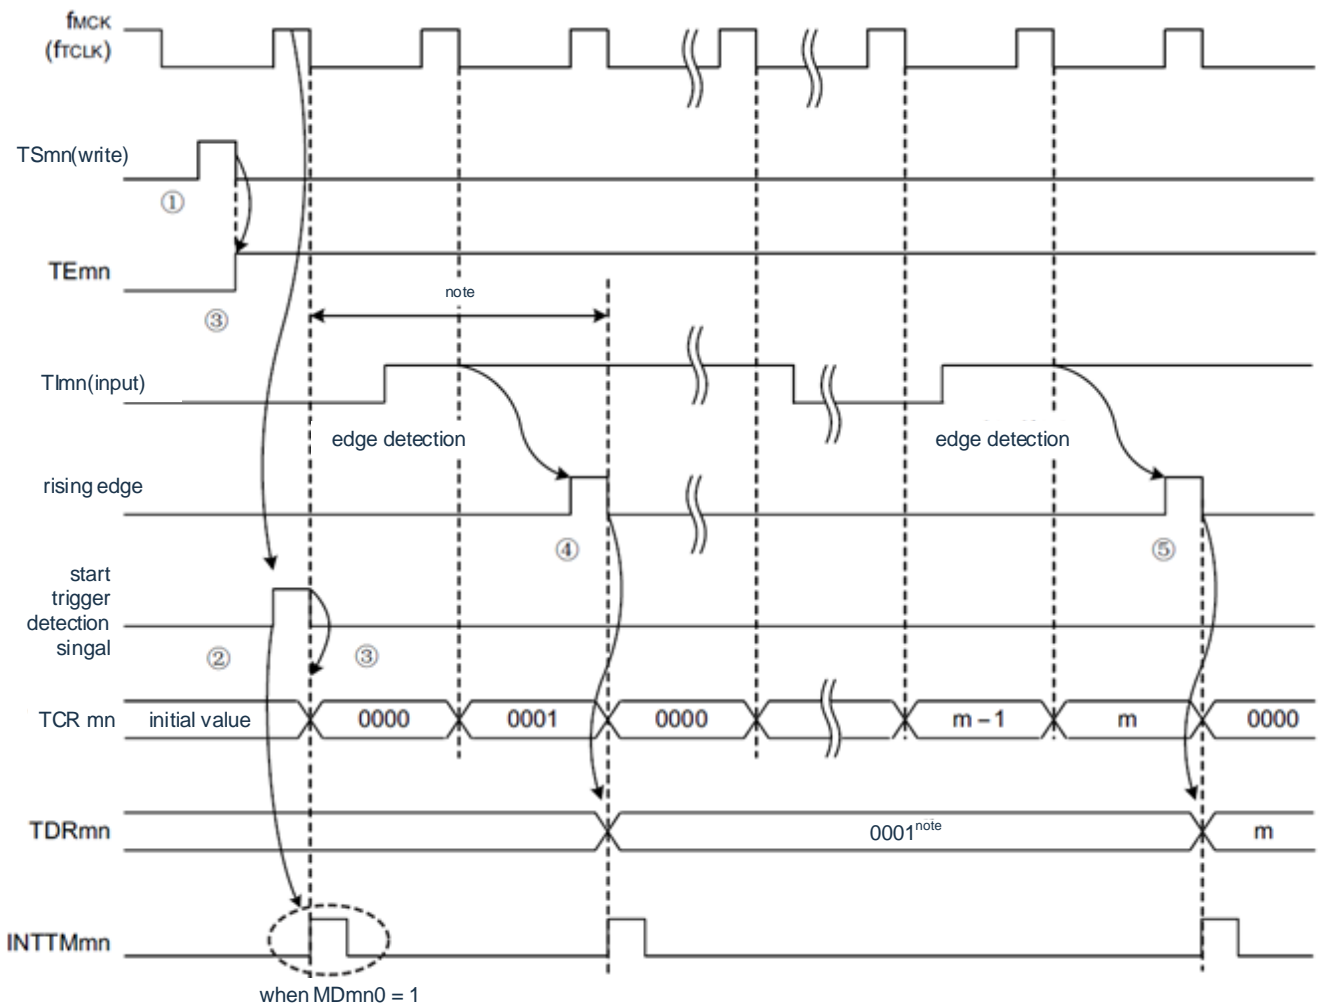 fMCK
(fTCLK)
TSmn(write)
①
TEmn
③
note
TImn(input)
edge detection
edge detection
rising edge
④
⑤
start
trigger
detection
singal
②
③
TCR mn
initial value
0000
0001
0000
m – 1
m
0000
TDRmn
0001note
m
INTTMmn
when MDmn0 = 1